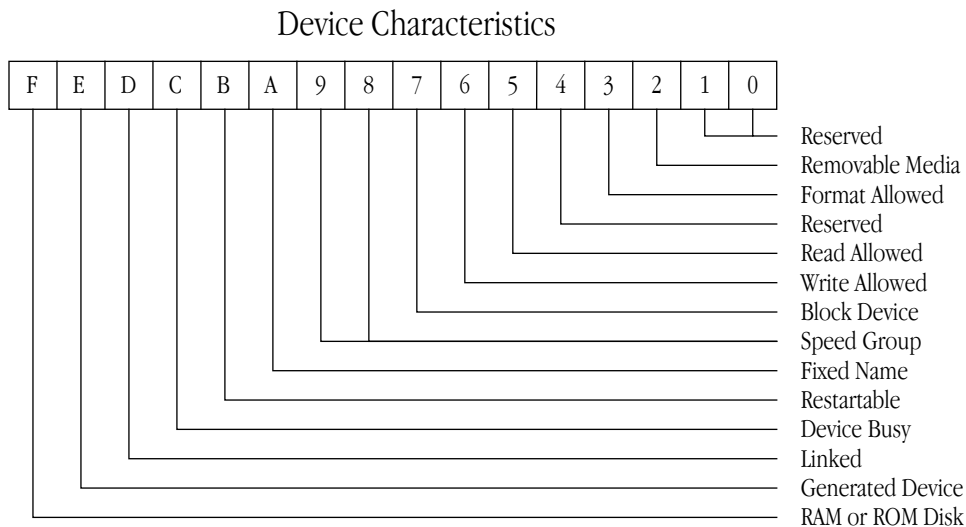 Device Characteristics
F E D C B A 9 8 7 6 5 4 3 2 1 0
Reserved
Removable Media
Format Allowed
Reserved
Read Allowed
Write Allowed
Block Device
Speed Group
Fixed Name
Restartable
Device Busy
Linked
Generated Device
RAM or ROM Disk